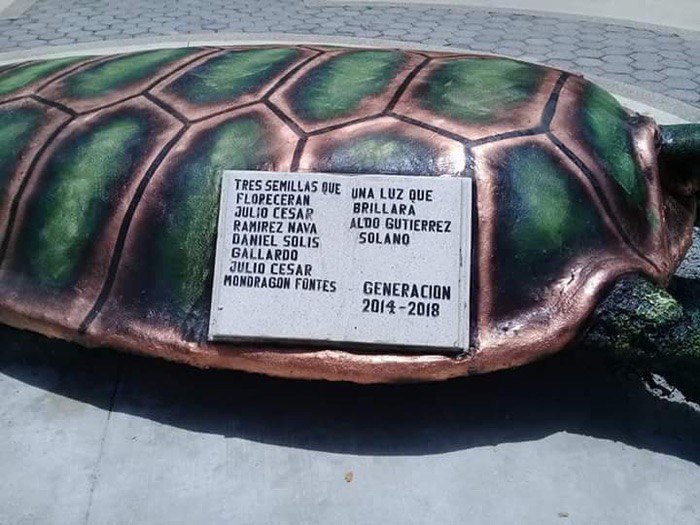 TRES SEMILLAS QUE
FLORECERAN
JULIO CESAR
RAMIREZ NAVA
DANIEL SOLIS
GALLARDO
JULIO CESAR
MONDRAGON FONTES
UNA LUZ QUE
BRILLARA
ALDO GUTIERREZ
SOLANO
GENERACION
2014-2018